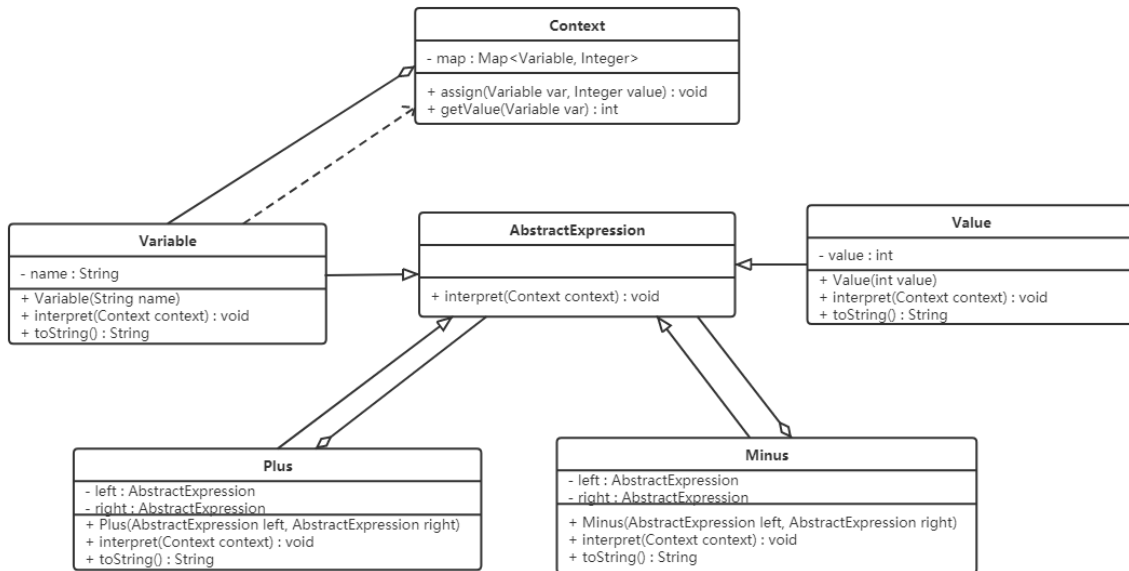 Context
- map : Map<Variable, Integer>
+ assign(Variable var, Integer value) : void
+ getValue(Variable var) : int
Variable
- name : String
+ Variable(String name)
+ interpret(Context context) : void
+ toString() : String
AbstractExpression
+ interpret(Context context) : void
Value
- value : int
+ Value(int value)
+ interpret(Context context) : void
+ toString() : String
Plus
- left : AbstractExpression
- right : AbstractExpression
+ Plus(AbstractExpression left, AbstractExpression right)
+ interpret(Context context) : void
+ toString() : String
Minus
- left : AbstractExpression
- right : AbstractExpression
+ Minus(AbstractExpression left, AbstractExpression right)
+ interpret(Context context) : void
+ toString() : String